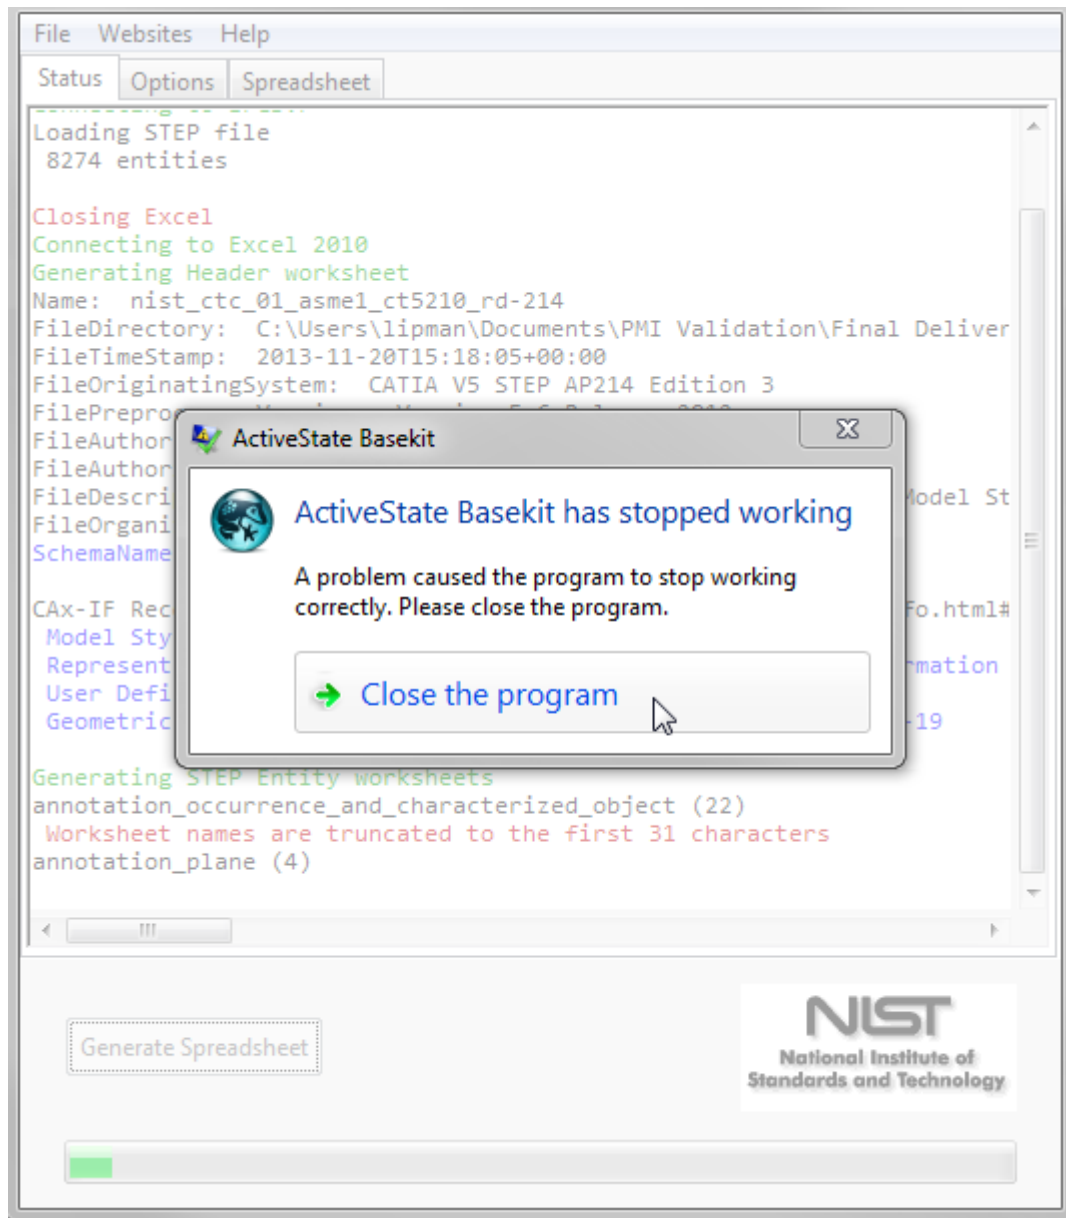 File Websites Help
Status Options Spreadsheet
Loading STEP file
8274 entities
Closing Excel
Connecting to Excel 2010
Generating Header worksheet
Name: nist_ctc_01_asme1_ct5210_rd-214
FileDirectory: C:\Users\lipman\Documents\PMI Validation\Final Deliver
FileTimeStamp: 2013-11-20T15:18:05+00:00
FileOriginatingSystem: CATIA V5 STEP AP214 Edition 3
FilePreproc
FileAuthor
FileAuthor
FileDescri Model St
FileOrgani
SchemaName
CAx-IF Rec fo.html#
Model Sty
Represent rmation
User Defi
Geometric -19
ActiveState Basekit
ActiveState Basekit has stopped working
A problem caused the program to stop working
correctly. Please close the program.
Close the program
Generating STEP Entity worksheets
annotation_occurrence_and_characterized_object (22)
Worksheet names are truncated to the first 31 characters
annotation_plane (4)
Generate Spreadsheet
NIST
National Institute of
Standards and Technology